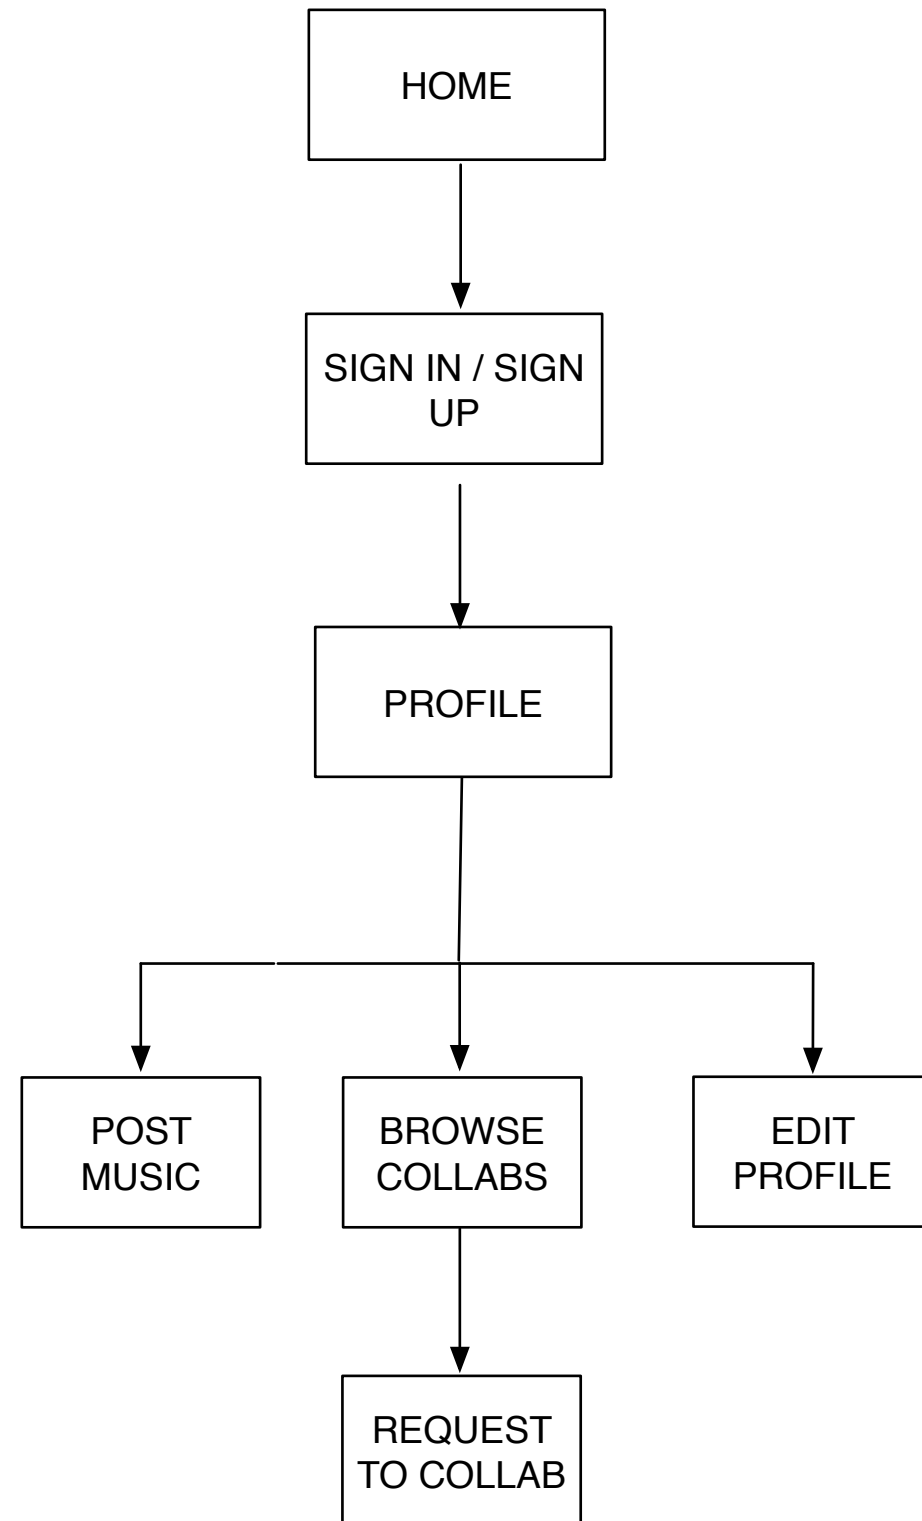 HOME
SIGN IN / SIGN
UP
PROFILE
POST
MUSIC
BROWSE
COLLABS
EDIT
PROFILE
REQUEST
TO COLLAB